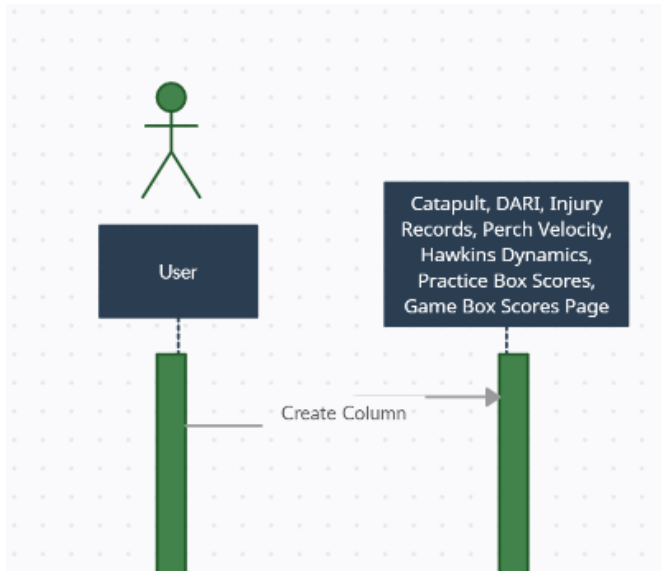 User
Catapult, DARI, Injury
Records, Perch Velocity,
Hawkins Dynamics,
Practice Box Scores,
Game Box Scores Page
Create Column